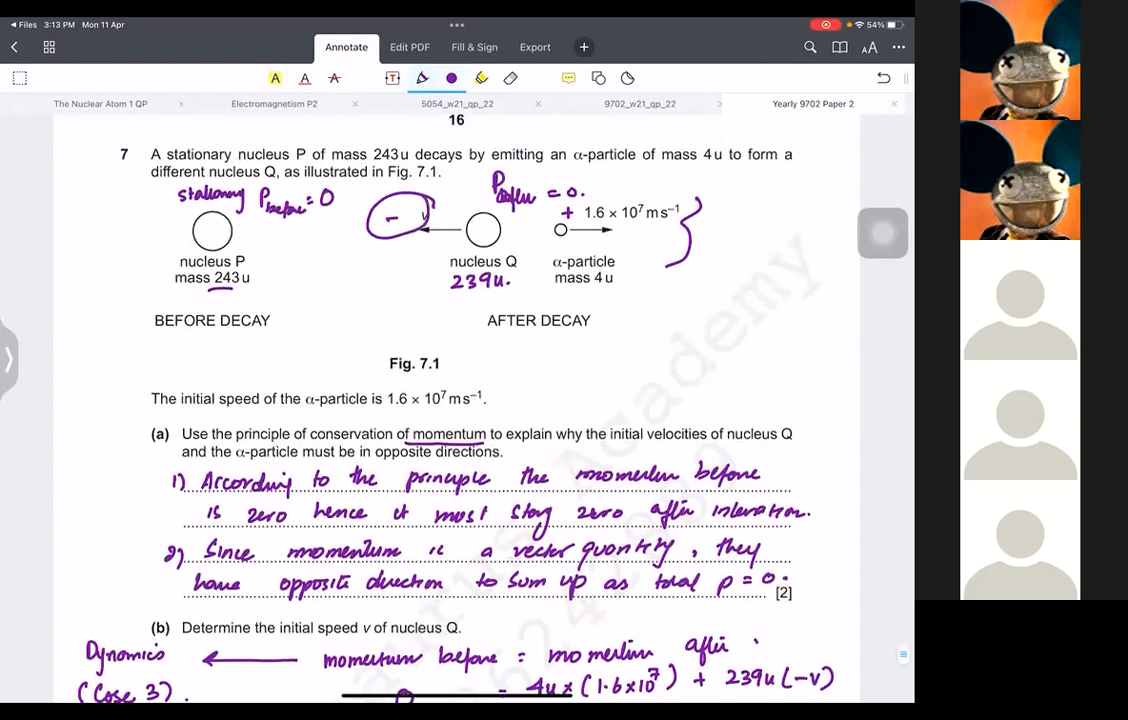 Files 3:13 PM Mon 11 Apr 54%
Annotate Edit PDF Fill & Sign Export
The Nuclear Atom 1 QP Electromagnetism P2 5054_w21_qp_22 9702_w21_qp_22 Yearly 9702 Paper 2
16
7 A stationary nucleus P of mass 243 u decays by emitting an α-particle of mass 4 u to form a
different nucleus Q, as illustrated in Fig. 7.1.
stationary Pbefore = 0
Pafter = 0.
+ 1.6 × 10⁷ m s⁻¹
− v
nucleus P nucleus Q α-particle
mass 243 u 239u. mass 4 u
BEFORE DECAY AFTER DECAY
Fig. 7.1
The initial speed of the α-particle is 1.6 × 10⁷ m s⁻¹.
(a) Use the principle of conservation of momentum to explain why the initial velocities of nucleus Q
and the α-particle must be in opposite directions.
1) According to the principle the momentum before
is zero hence it must stay zero after interaction.
2) Since momentum is a vector quantity, they
have opposite direction to sum up as total p = 0.
[2]
(b) Determine the initial speed v of nucleus Q.
Dynamics ← momentum before = momentum after
(Case 3). 0 = 4u × (1.6×10⁷) + 239u (−v)